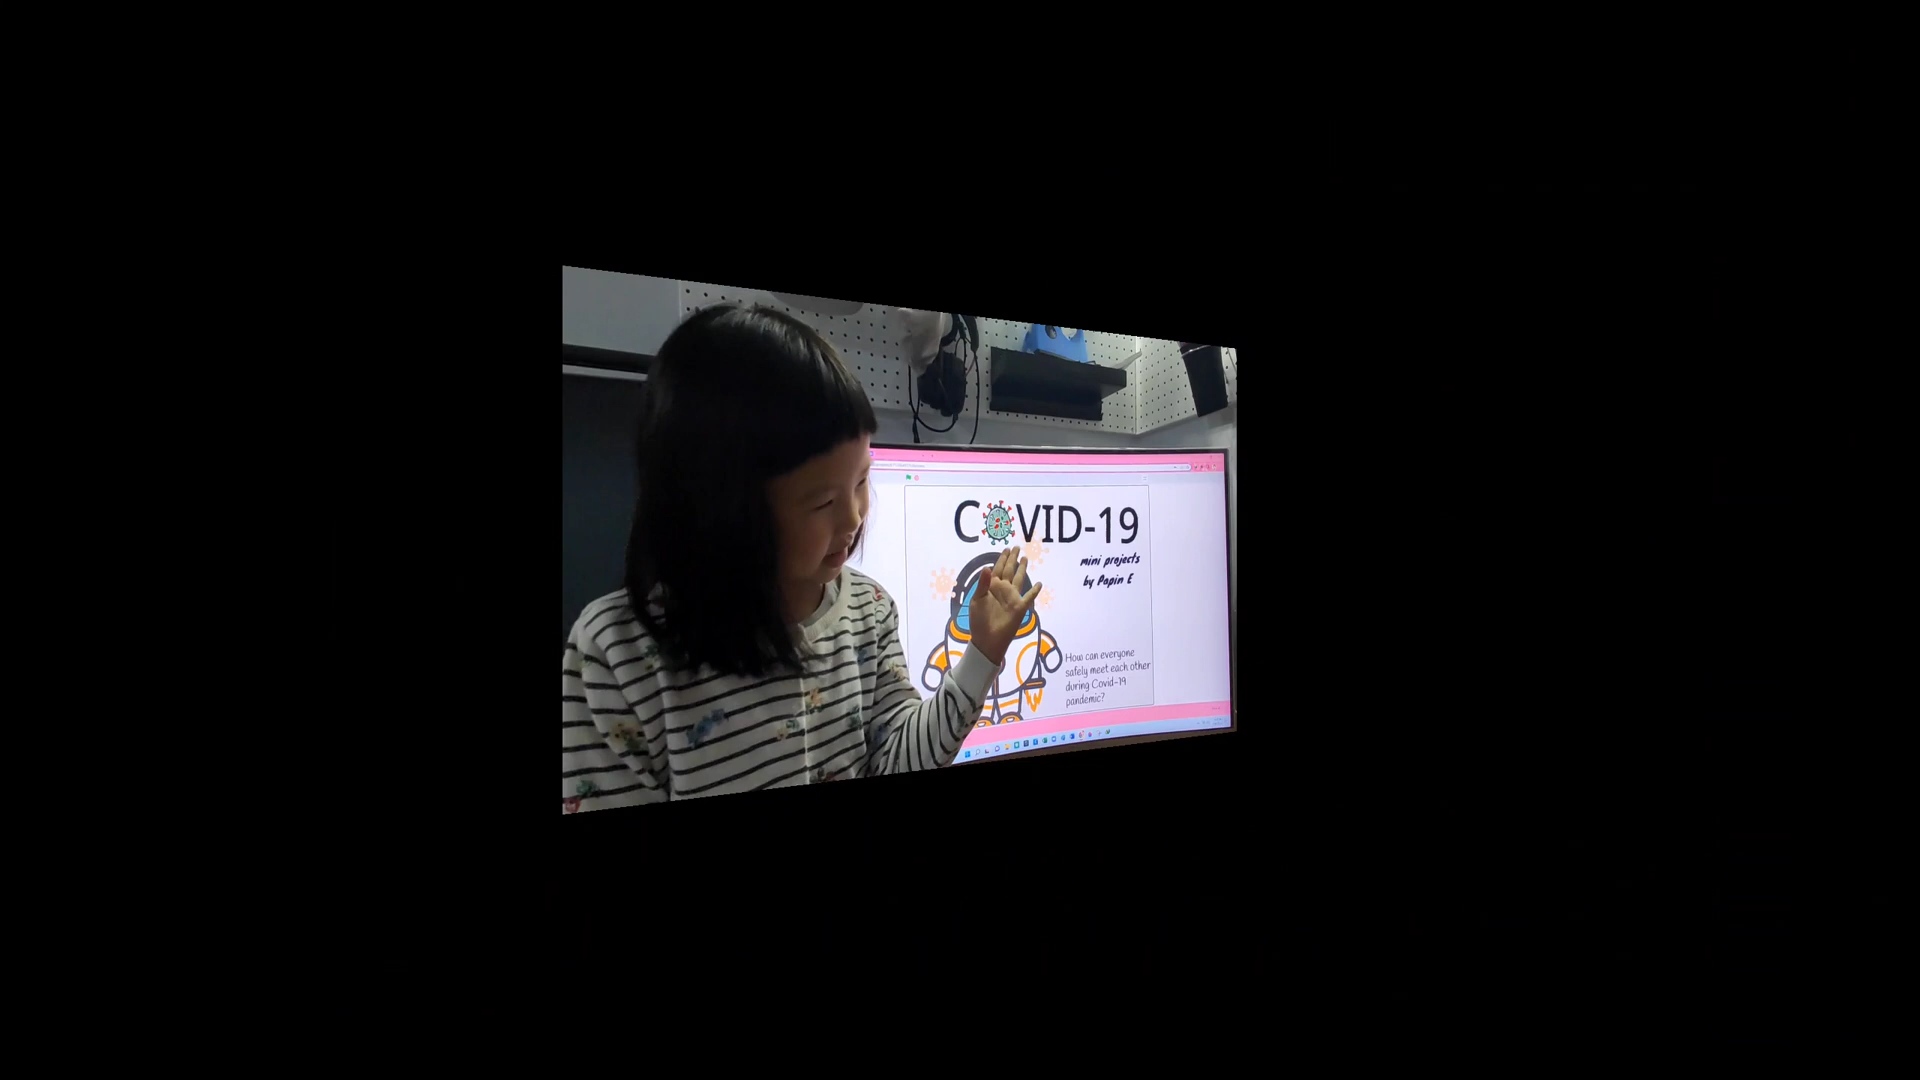 COVID-19
mini projects
by Papin E
How can everyone
safely meet each other
during Covid-19
pandemic?